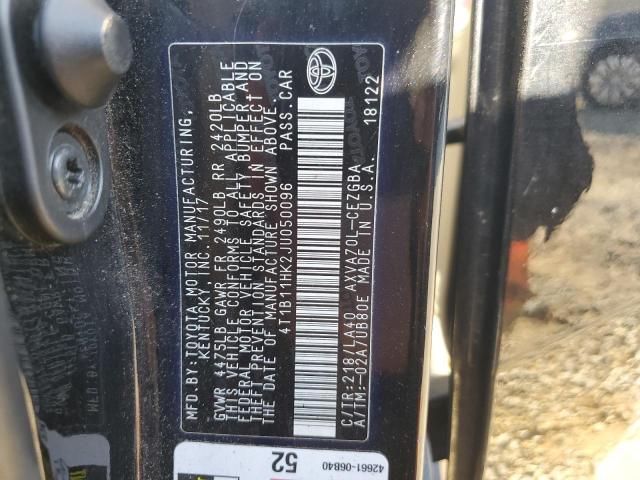 MFD.BY:TOYOTA MOTOR MANUFACTURING,
KENTUCKY, INC. 11/17
GVWR 4475LB GAWR FR 2490LB RR 2420LB
THIS VEHICLE CONFORMS TO ALL APPLICABLE
FEDERAL MOTOR VEHICLE SAFETY, BUMPER, AND
THEFT PREVENTION STANDARDS IN EFFECT ON
THE DATE OF MANUFACTURE SHOWN ABOVE.
4T1B11HK2JU050096 PASS. CAR
C/TR:218/LA40 AXVA70L-CEZGBA
A/TM:-02A/UB80E MADE IN U.S.A. 18122
52
42661-06B40